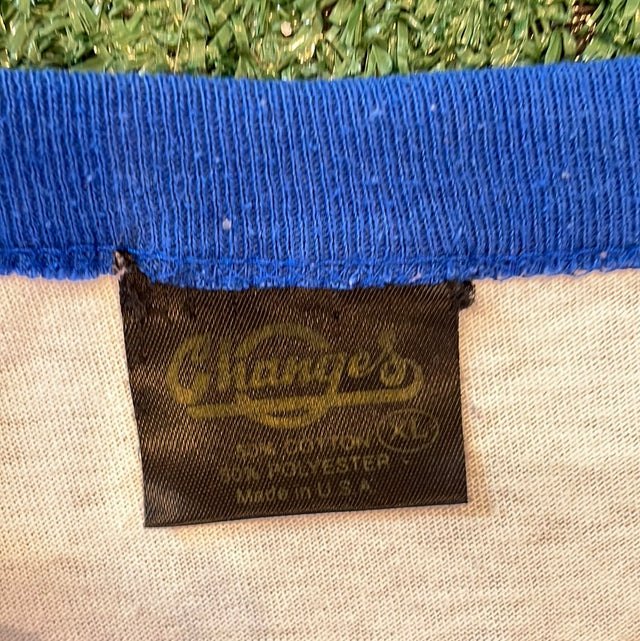 Changes
50% COTTON XL
50% POLYESTER
Made in U.S.A